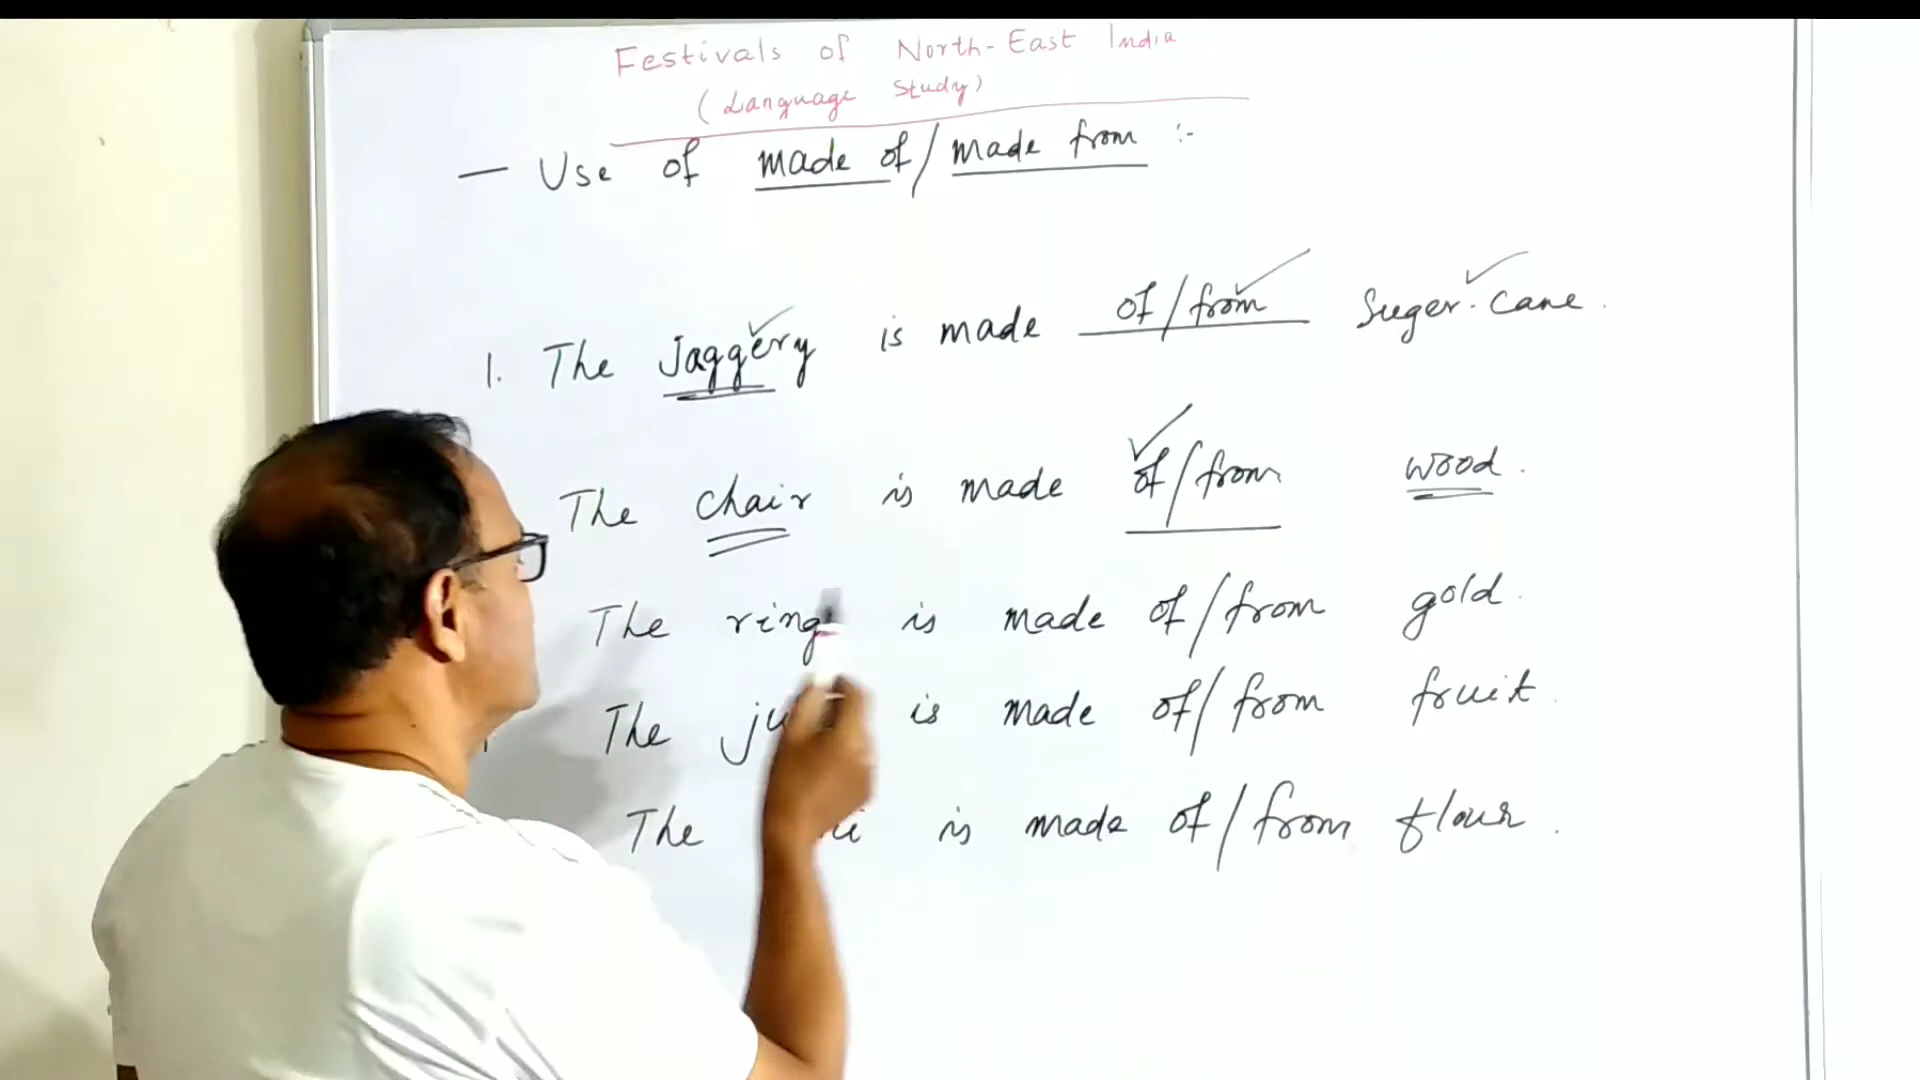 Festivals of North-East India
(Language Study)
— Use of made of/made from :-
1. The Jaggery is made of/from Suger-cane.
The chair is made of/from wood.
The ring is made of/from gold.
The is made of/from fruit.
The is made of/from flour.